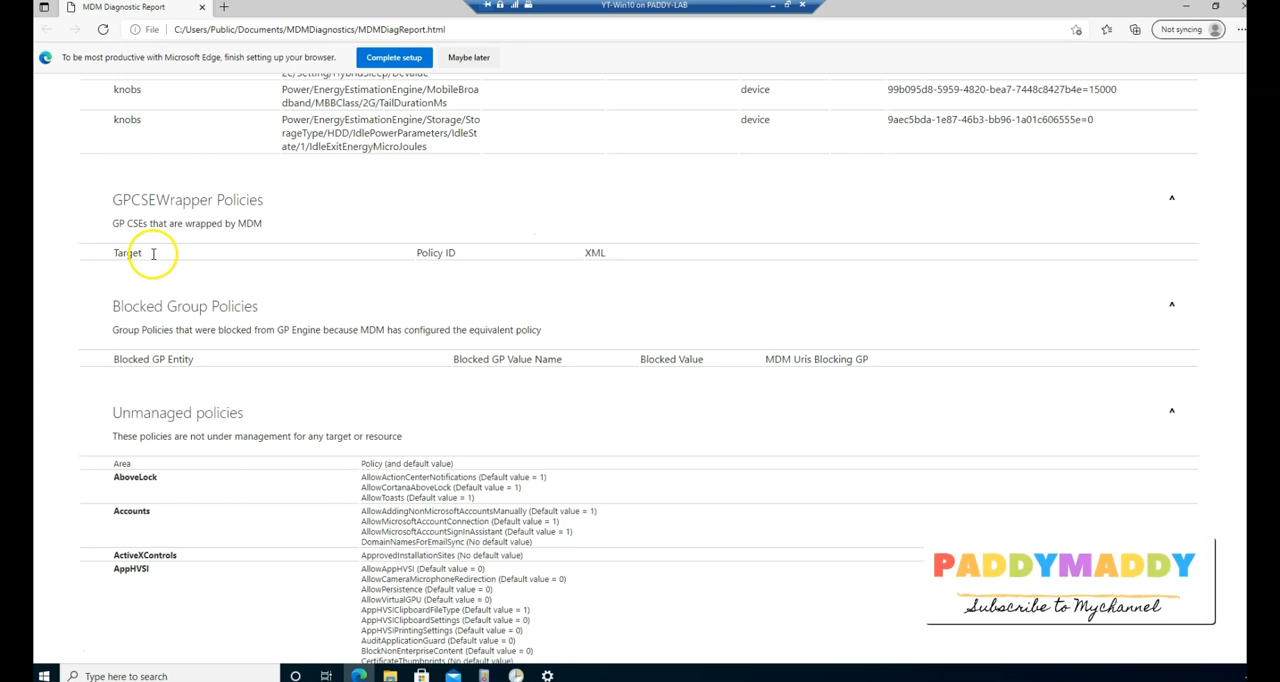 MDM Diagnostic Report
YT-Win10 on PADDY-LAB
File C:/Users/Public/Documents/MDMDiagnostics/MDMDiagReport.html
Not syncing
To be most productive with Microsoft Edge, finish setting up your browser. Complete setup Maybe later
knobs Power/EnergyEstimationEngine/MobileBroa device 99b095d8-5959-4820-bea7-7448c8427b4e=15000
dband/MBBClass/2G/TailDurationMs
knobs Power/EnergyEstimationEngine/Storage/Sto device 9aec5bda-1e87-46b3-bb96-1a01c606555e=0
rageType/HDD/IdlePowerParameters/IdleSt
ate/1/IdleExitEnergyMicroJoules
GPCSEWrapper Policies
GP CSEs that are wrapped by MDM
Target Policy ID XML
Blocked Group Policies
Group Policies that were blocked from GP Engine because MDM has configured the equivalent policy
Blocked GP Entity Blocked GP Value Name Blocked Value MDM Uris Blocking GP
Unmanaged policies
These policies are not under management for any target or resource
Area Policy (and default value)
AboveLock AllowActionCenterNotifications (Default value = 1)
AllowCortanaAboveLock (Default value = 1)
AllowToasts (Default value = 1)
Accounts AllowAddingNonMicrosoftAccountsManually (Default value = 1)
AllowMicrosoftAccountConnection (Default value = 1)
AllowMicrosoftAccountSignInAssistant (Default value = 1)
DomainNamesForEmailSync (No default value)
ActiveXControls ApprovedInstallationSites (No default value)
AppHVSI AllowAppHVSI (Default value = 0)
AllowCameraMicrophoneRedirection (Default value = 0)
AllowPersistence (Default value = 0)
AllowVirtualGPU (Default value = 0)
AppHVSIClipboardFileType (Default value = 1)
AppHVSIClipboardSettings (Default value = 0)
AppHVSIPrintingSettings (Default value = 0)
AuditApplicationGuard (Default value = 0)
BlockNonEnterpriseContent (Default value = 0)
CertificateThumbprints (No default value)
PADDYMADDY
Subscribe to Mychannel
Type here to search